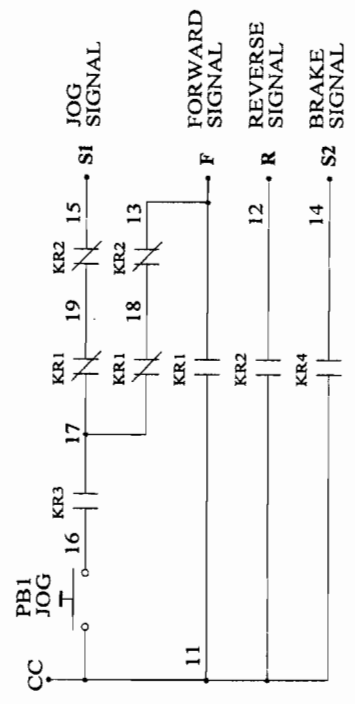 CC
PB1
JOG
16
KR3
17
KR1
19
KR2
15
S1
JOG
SIGNAL
KR1
18
KR2
13
11
KR1
F
FORWARD
SIGNAL
KR2
12
R
REVERSE
SIGNAL
KR4
14
S2
BRAKE
SIGNAL